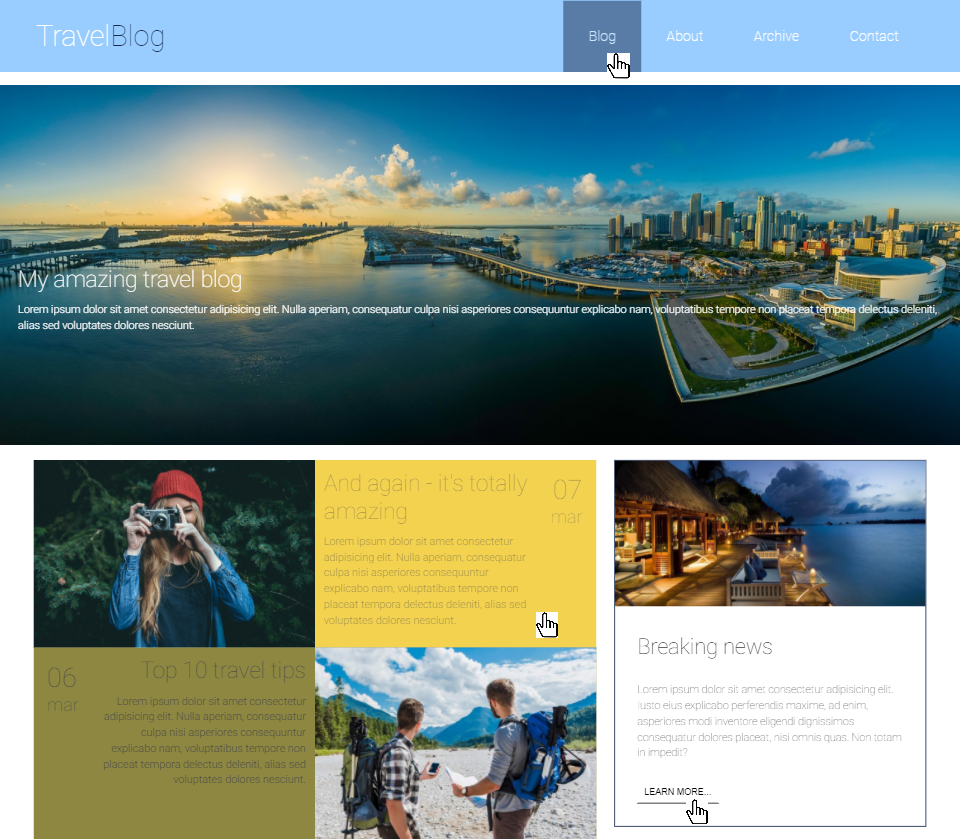 TravelBlog
Blog
About
Archive
Contact
My amazing travel blog
Lorem ipsum dolor sit amet consectetur adipisicing elit. Nulla aperiam, consequatur culpa nisi asperiores consequuntur explicabo nam, voluptatibus tempore non placeat tempora delectus deleniti,
alias sed voluptates dolores nesciunt.
And again - it's totally
amazing
07
mar
Lorem ipsum dolor sit amet consectetur
adipisicing elit. Nulla aperiam, consequatur
culpa nisi asperiores consequuntur
explicabo nam, voluptatibus tempore non
placeat tempora delectus deleniti, alias sed
voluptates dolores nesciunt.
06
mar
Top 10 travel tips
Lorem ipsum dolor sit amet consectetur
adipisicing elit. Nulla aperiam, consequatur
culpa nisi asperiores consequuntur
explicabo nam, voluptatibus tempore non
placeat tempora delectus deleniti, alias sed
voluptates dolores nesciunt.
Breaking news
Lorem ipsum dolor sit amet consectetur adipisicing elit.
Iusto eius explicabo perferendis maxime, ad enim,
asperiores modi inventore eligendi dignissimos
consequatur dolores placeat, nisi omnis quas. Non totam
in impedit?
LEARN MORE...